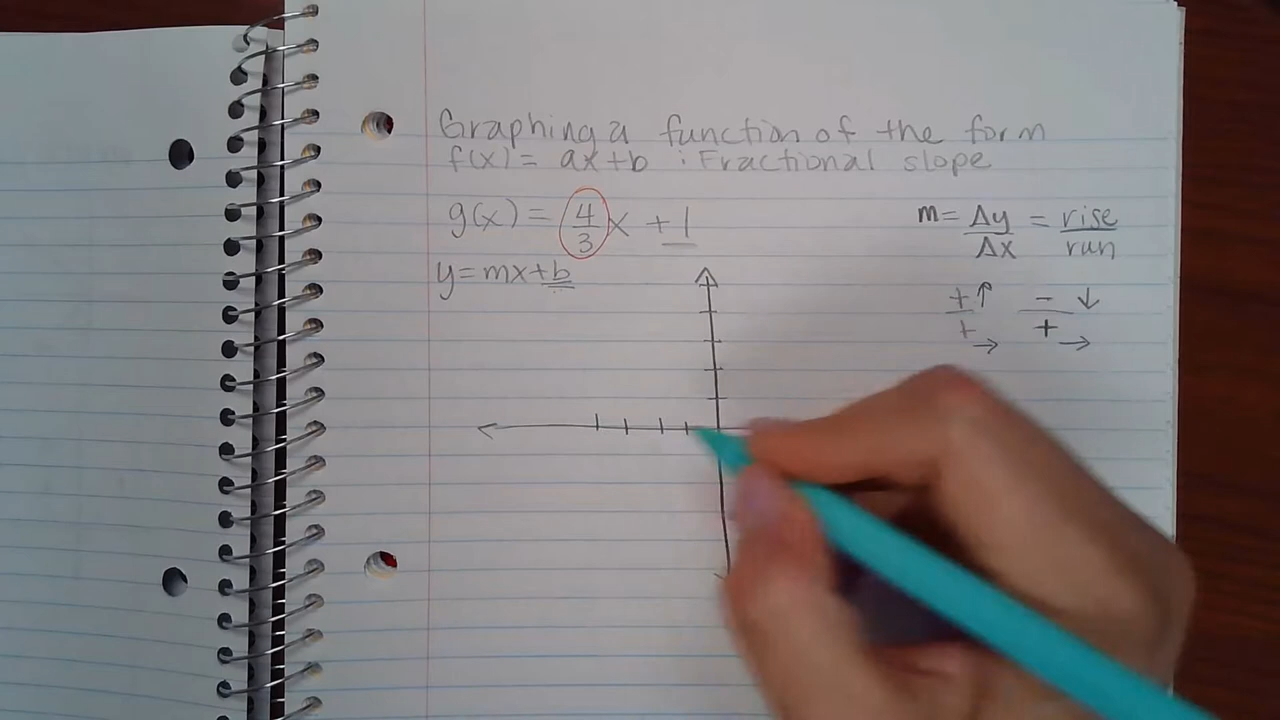 Graphing a function of the form
f(x) = ax+b : Fractional slope
g(x) = 4/3 x + 1
y = mx+b
m = Δy/Δx = rise/run
+/+ ↑ → -/+ ↓ →